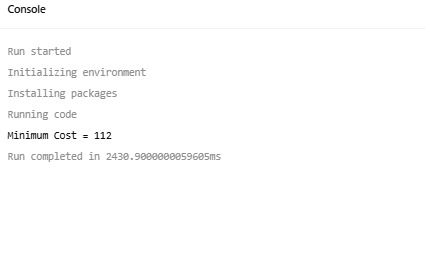 Console
Run started
Initializing environment
Installing packages
Running code
Minimum Cost = 112
Run completed in 2430.9000000059605ms